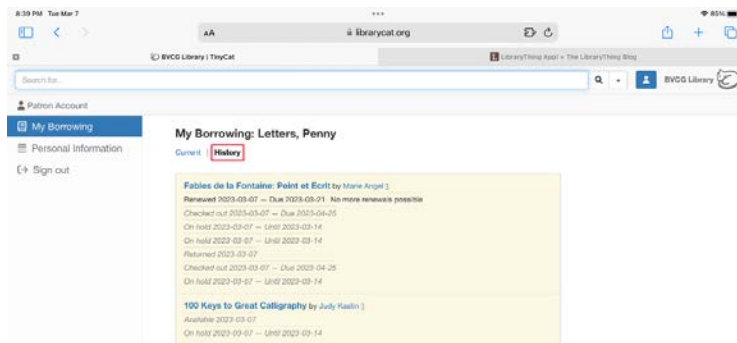 8:39 PM Tue Mar 7
85%
AA
librarycat.org
BVCG Library | TinyCat
LibraryThing App! « The LibraryThing Blog
Search for...
BVCG Library
Patron Account
My Borrowing
Personal Information
Sign out
My Borrowing: Letters, Penny
Current | History
Fables de la Fontaine: Peint et Ecrit by Marie Angel
Renewed 2023-03-07 — Due 2023-03-21 No more renewals possible
Checked out 2023-03-07 — Due 2023-04-25
On hold 2023-03-07 — Until 2023-03-14
On hold 2023-03-07 — Until 2023-03-14
Returned 2023-03-07
Checked out 2023-03-07 — Due 2023-04-25
On hold 2023-03-07 — Until 2023-03-14
100 Keys to Great Calligraphy by Judy Kastin
Available 2023-03-07
On hold 2023-03-07 — Until 2023-03-14